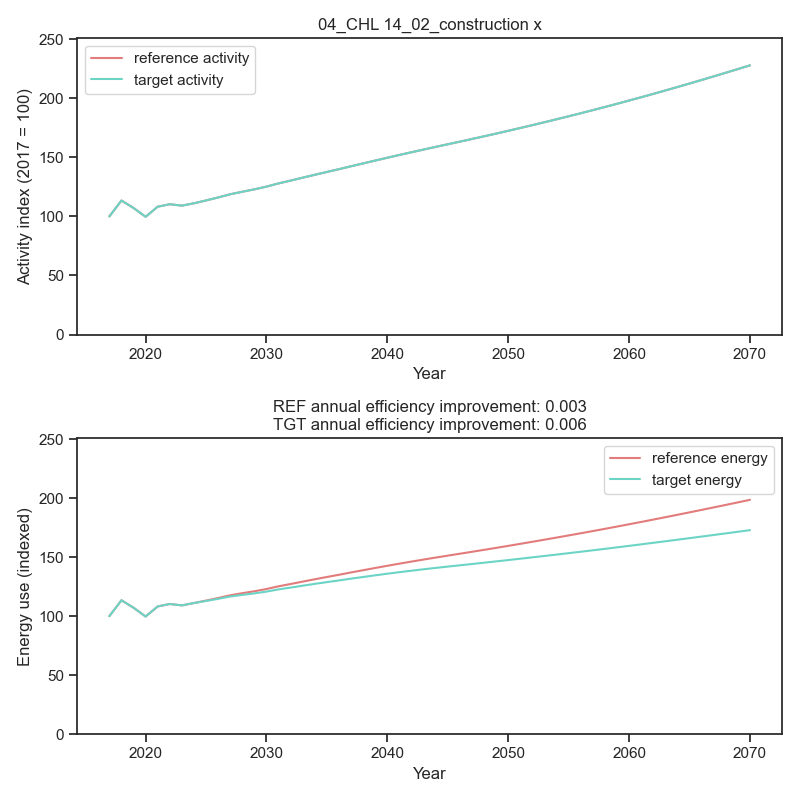 04_CHL 14_02_construction x
reference activity
target activity
Activity index (2017 = 100)
250
200
150
100
50
0
2020 2030 2040 2050 2060 2070
Year
REF annual efficiency improvement: 0.003
TGT annual efficiency improvement: 0.006
reference energy
target energy
Energy use (indexed)
250
200
150
100
50
0
2020 2030 2040 2050 2060 2070
Year